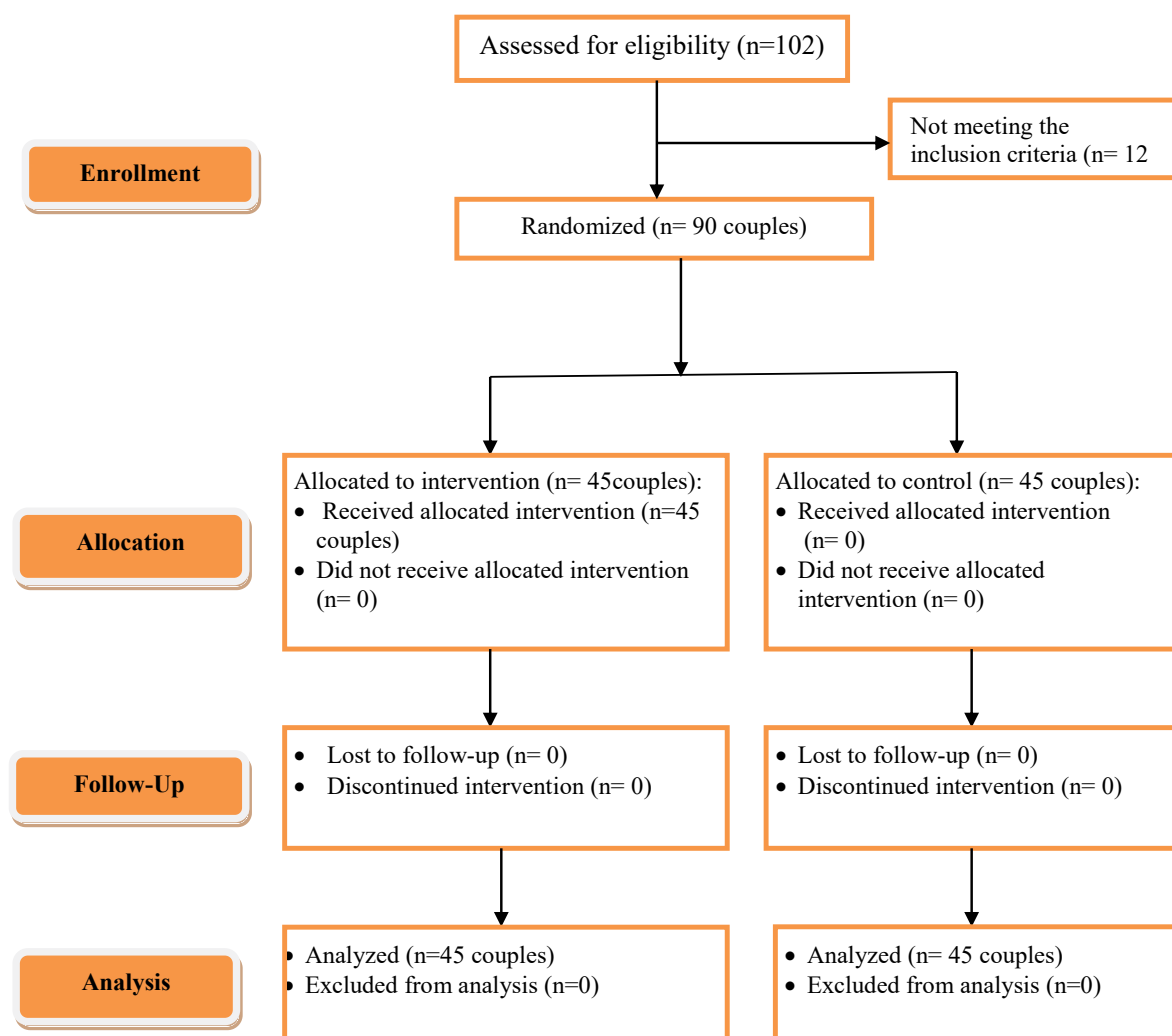 Assessed for eligibility (n=102)
Not meeting the
inclusion criteria (n= 12
Enrollment
Randomized (n= 90 couples)
Allocated to intervention (n= 45couples):
• Received allocated intervention (n=45
couples)
• Did not receive allocated intervention
(n= 0)
Allocated to control (n= 45 couples):
• Received allocated intervention
(n= 0)
• Did not receive allocated
intervention (n= 0)
Allocation
• Lost to follow-up (n= 0)
• Discontinued intervention (n= 0)
• Lost to follow-up (n= 0)
• Discontinued intervention (n= 0)
Follow-Up
• Analyzed (n=45 couples)
• Excluded from analysis (n=0)
• Analyzed (n= 45 couples)
• Excluded from analysis (n=0)
Analysis